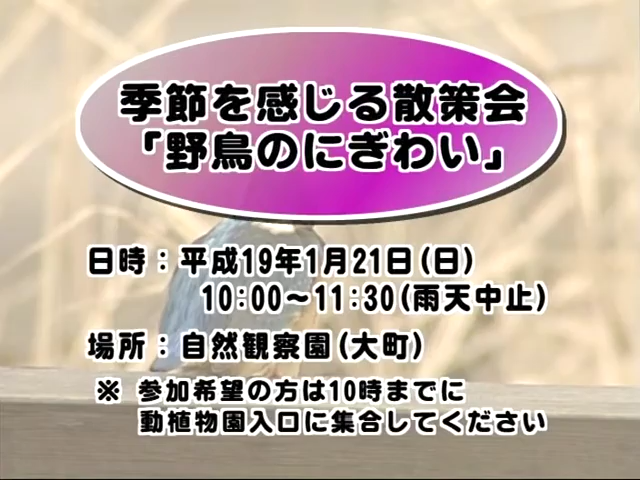 季節を感じる散策会
「野鳥のにぎわい」
日時：平成19年1月21日(日)
10:00～11:30(雨天中止)
場所：自然観察園(大町)
※ 参加希望の方は10時までに
動植物園入口に集合してください